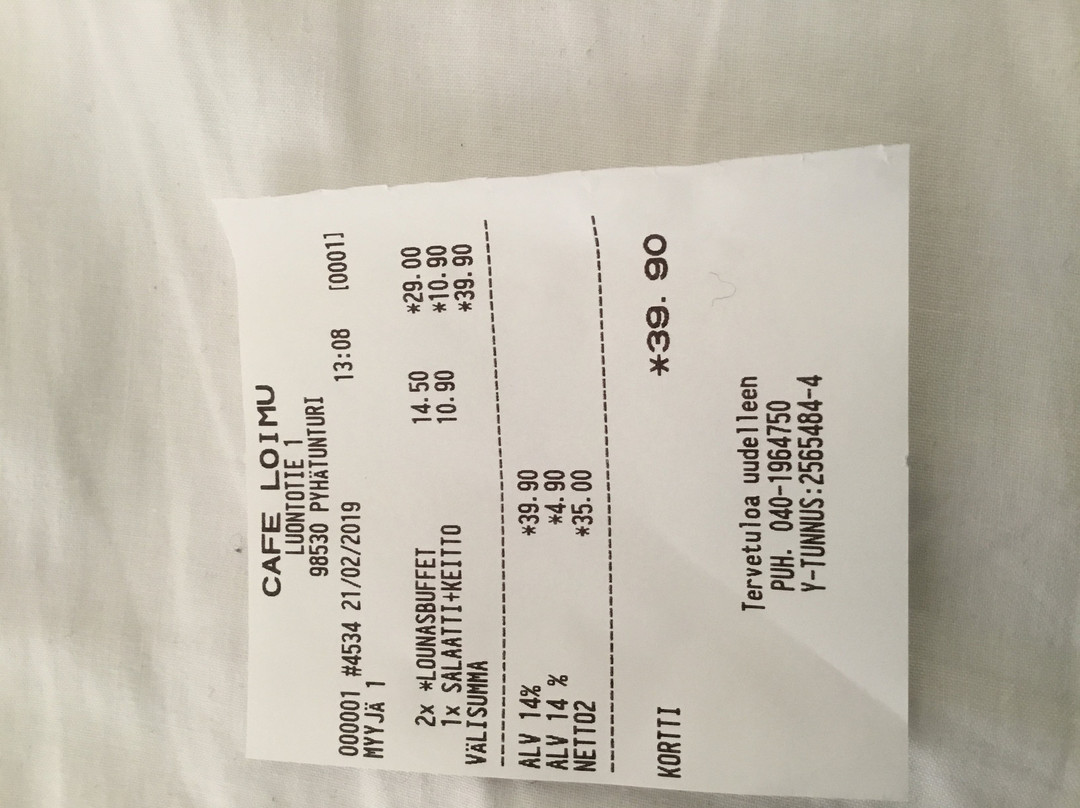 CAFE LOIMU
LUONTOTIE 1
98530 PYHÄTUNTURI
000001 #4534 21/02/2019 13:08 [0001]
MYYJÄ 1
2x *LOUNASBUFFET 14.50 *29.00
1x SALAATTI+KEITTO 10.90 *10.90
VÄLISUMMA *39.90
ALV 14% *39.90
ALV 14 % *4.90
NETTO2 *35.00
KORTTI *39.90
Tervetuloa uudelleen
PUH. 040-1964750
Y-TUNNUS:2565484-4